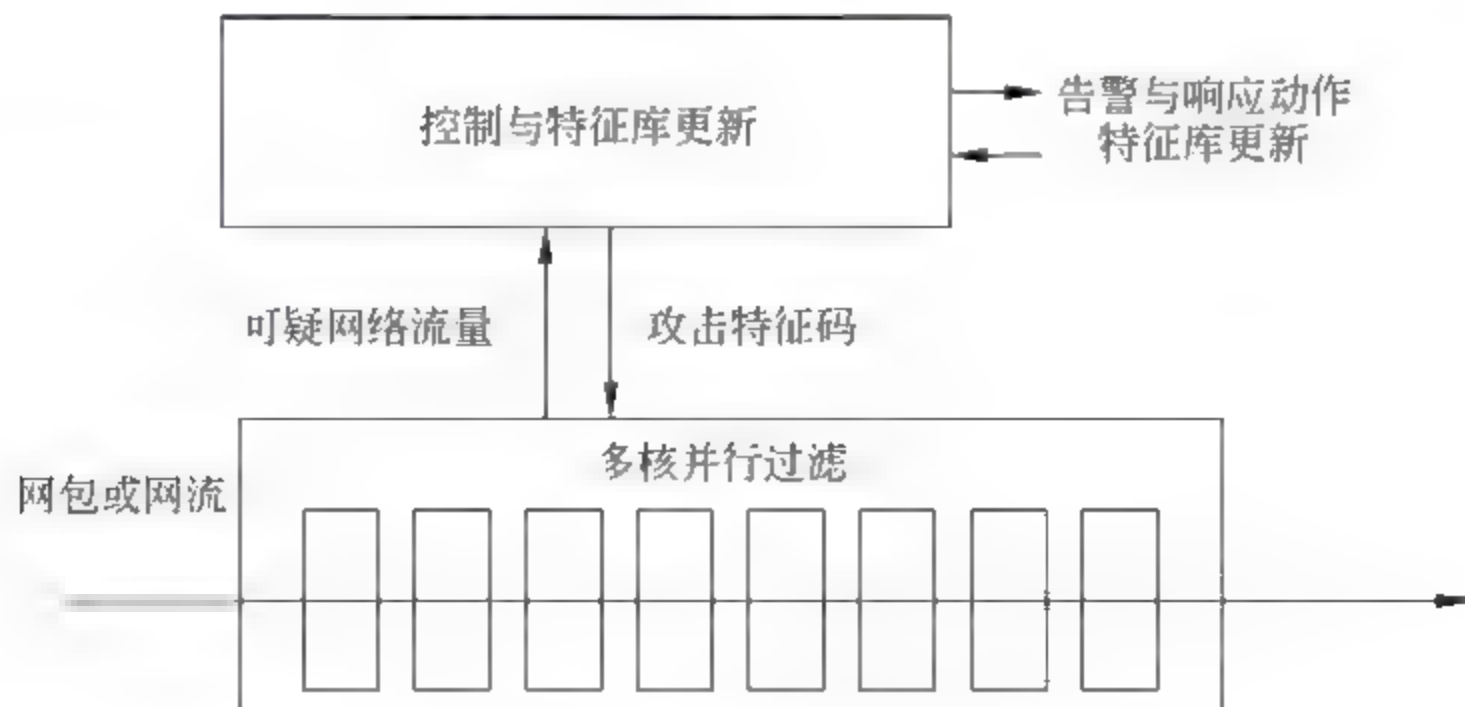 控制与特征库更新
告警与响应动作
特征库更新
可疑网络流量
攻击特征码
多核并行过滤
网包或网流